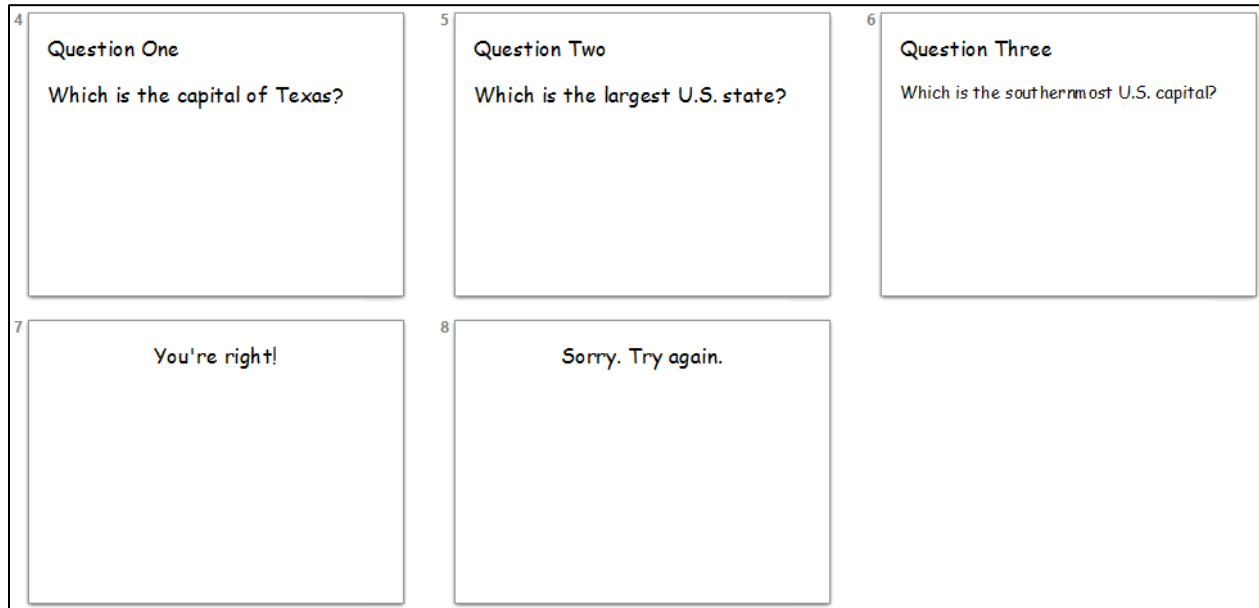 4
Question One
Which is the capital of Texas?
5
Question Two
Which is the largest U.S. state?
6
Question Three
Which is the southernmost U.S. capital?
7
You're right!
8
Sorry. Try again.